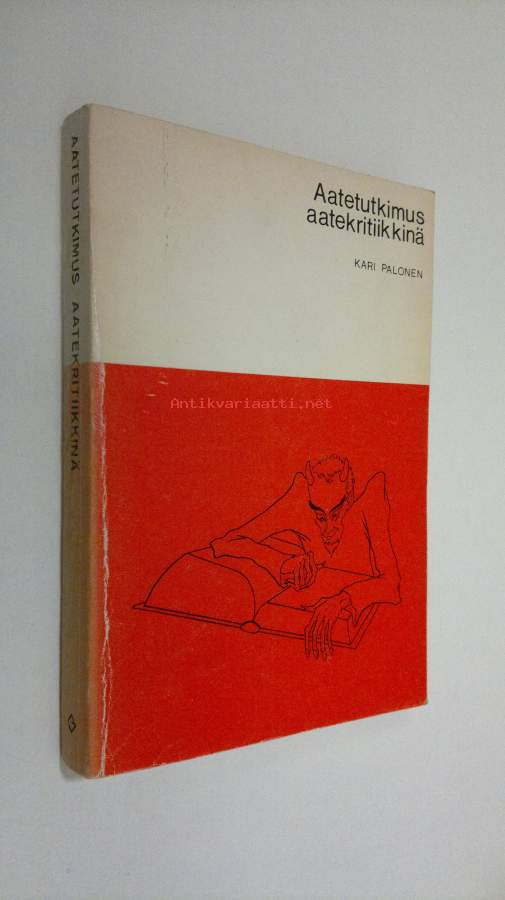 Aatetutkimus
aatekritiikkinä
KARI PALONEN
AATETUTKIMUS AATEKRITIIKKINÄ
Antikvariaatti.net